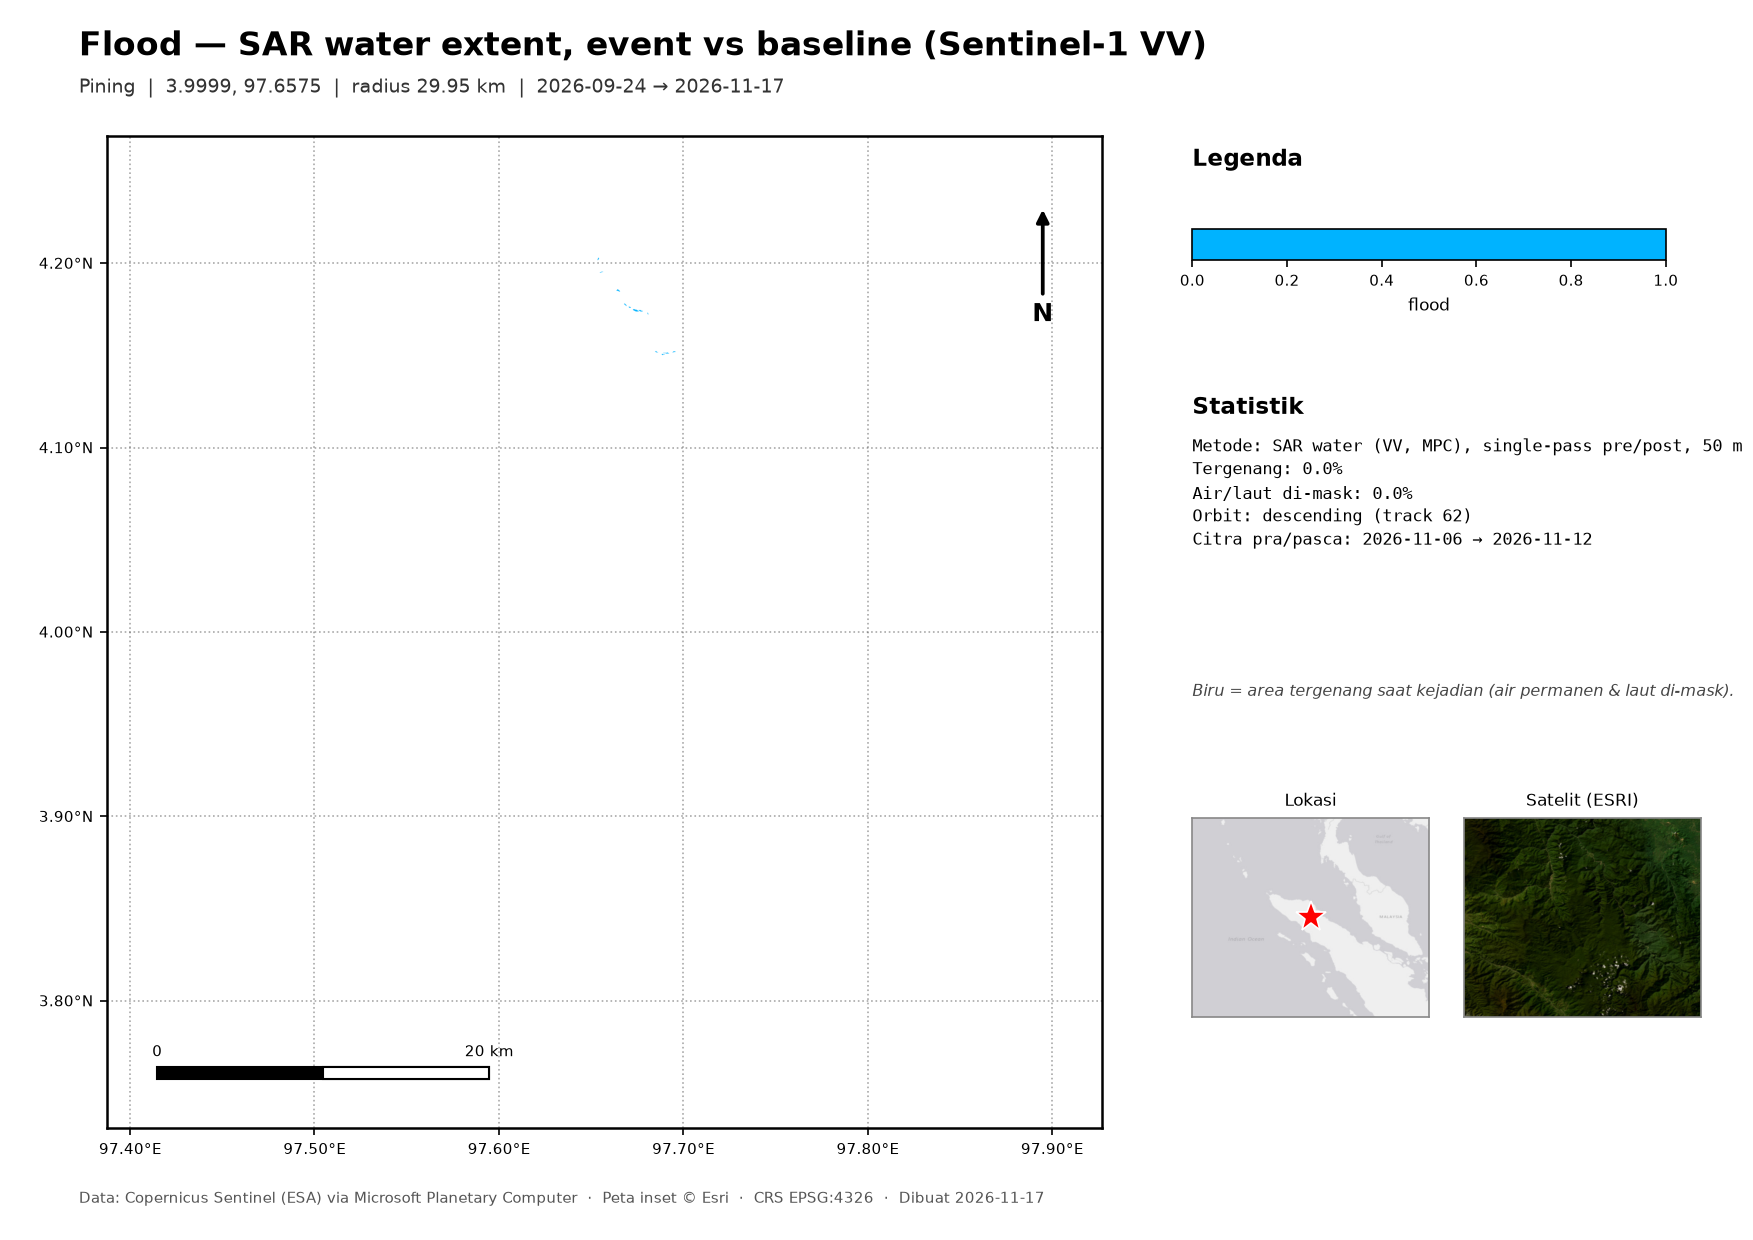 Flood — SAR water extent, event vs baseline (Sentinel-1 VV)
Pining | 3.9999, 97.6575 | radius 29.95 km | 2026-09-24 → 2026-11-17
4.20°N
4.10°N
4.00°N
3.90°N
3.80°N
N
0 20 km
97.40°E 97.50°E 97.60°E 97.70°E 97.80°E 97.90°E
Legenda
0.0 0.2 0.4 0.6 0.8 1.0
flood
Statistik
Metode: SAR water (VV, MPC), single-pass pre/post, 50 m
Tergenang: 0.0%
Air/laut di-mask: 0.0%
Orbit: descending (track 62)
Citra pra/pasca: 2026-11-06 → 2026-11-12
Biru = area tergenang saat kejadian (air permanen & laut di-mask).
Lokasi
MALAYSIA
Satelit (ESRI)
Data: Copernicus Sentinel (ESA) via Microsoft Planetary Computer · Peta inset © Esri · CRS EPSG:4326 · Dibuat 2026-11-17